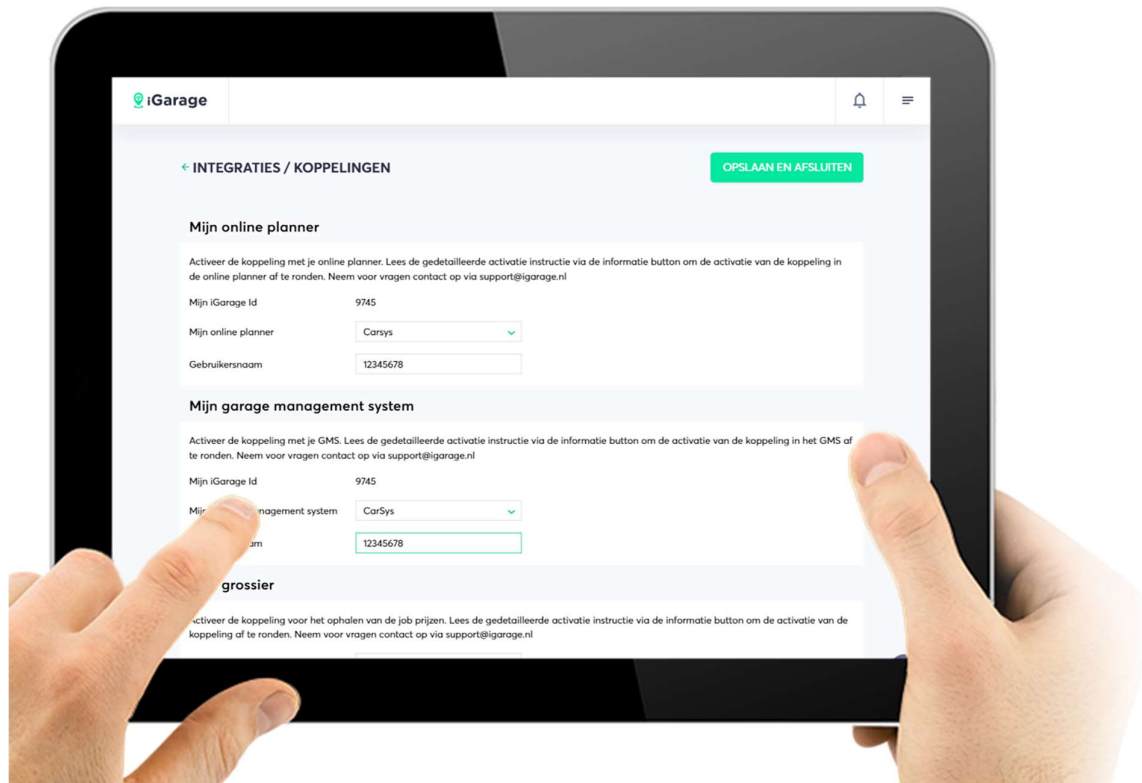 iGarage
INTEGRATIES / KOPPELINGEN
OPSLAAN EN AFSLUITEN
Mijn online planner
Activeer de koppeling met je online planner. Lees de gedetailleerde activatie instructie via de informatie button om de activatie van de koppeling in
de online planner af te ronden. Neem voor vragen contact op via support@igarage.nl
Mijn iGarage Id 9745
Mijn online planner Carsys
Gebruikersnaam 12345678
Mijn garage management system
Activeer de koppeling met je GMS. Lees de gedetailleerde activatie instructie via de informatie button om de activatie van de koppeling in het GMS af
te ronden. Neem voor vragen contact op via support@igarage.nl
Mijn iGarage Id 9745
system CarSys
12345678
grossier
Activeer de koppeling voor het ophalen van de job prijzen. Lees de gedetailleerde activatie instructie via de informatie button om de activatie van de
koppeling af te ronden. Neem voor vragen contact op via support@igarage.nl